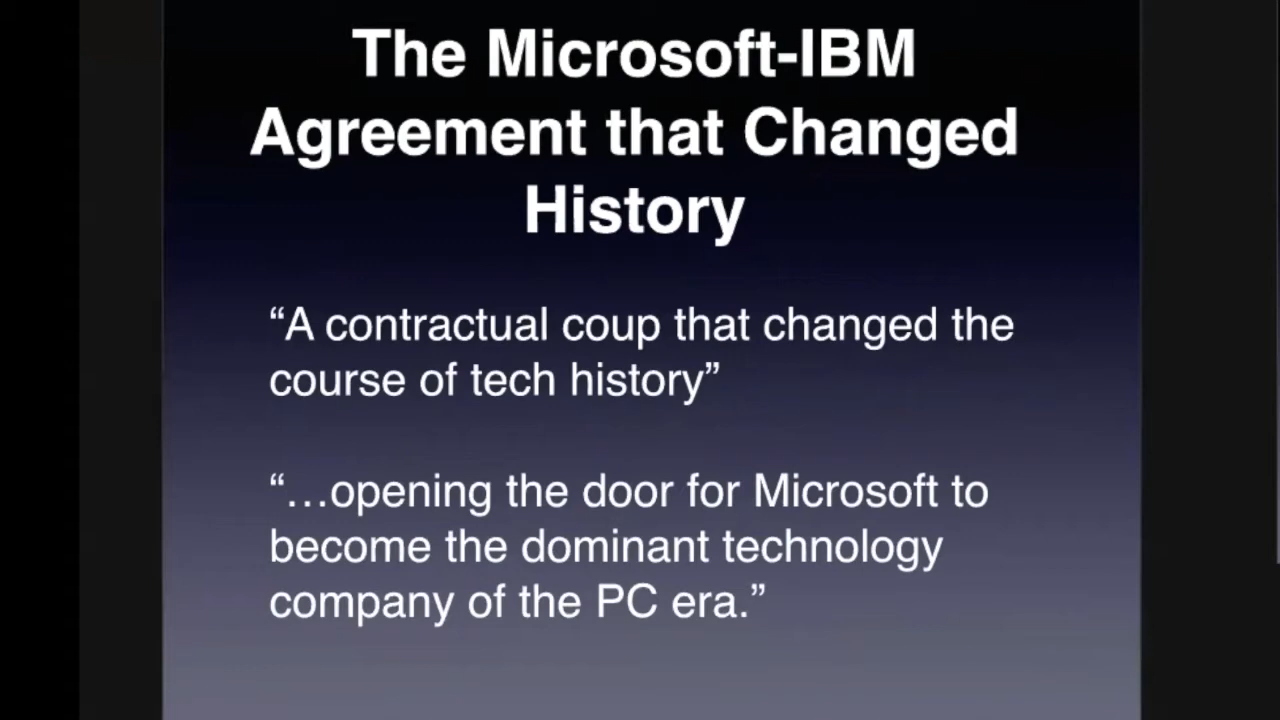 The Microsoft-IBM
Agreement that Changed
History
“A contractual coup that changed the
course of tech history”
“…opening the door for Microsoft to
become the dominant technology
company of the PC era.”